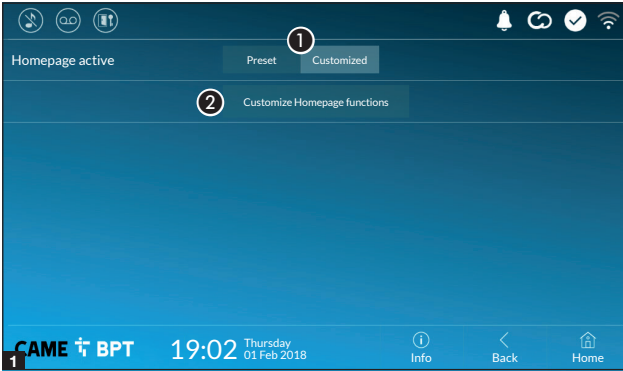 1
Homepage active Preset Customized
2 Customize Homepage functions
CAME BPT 19:02 Thursday
01 Feb 2018
Info Back Home
1